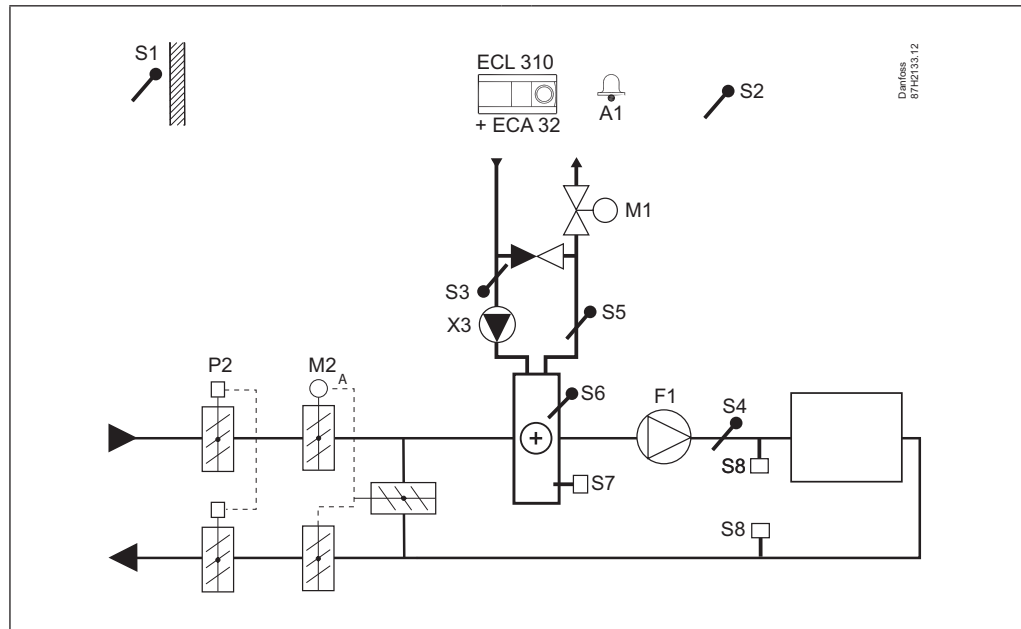 S1
ECL 310
+ ECA 32
A1
S2
Danfoss
87H2133.12
M1
S3
S5
X3
P2
M2
A
S6
F1
S4
S8
S7
S8